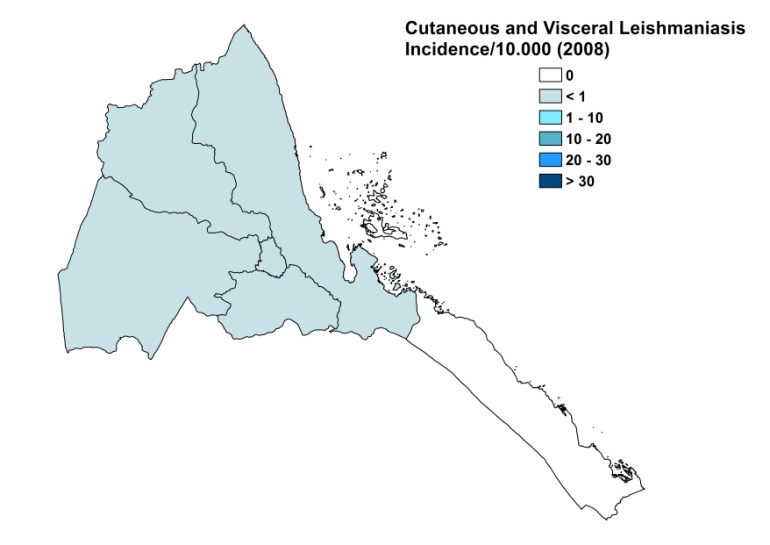 Cutaneous and Visceral Leishmaniasis
Incidence/10.000 (2008)
0
< 1
1 - 10
10 - 20
20 - 30
> 30